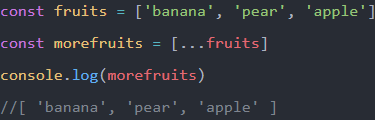 const fruits = ['banana', 'pear', 'apple']
const morefruits = [...fruits]
console.log(morefruits)
//[ 'banana', 'pear', 'apple' ]